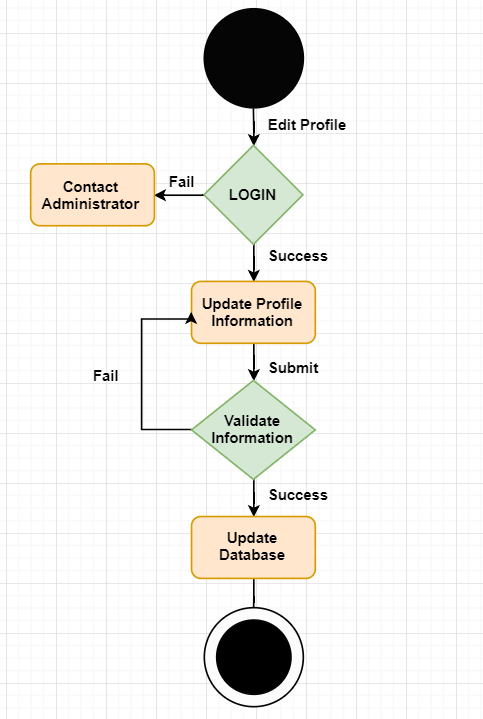 Edit Profile
LOGIN
Fail
Contact
Administrator
Success
Update Profile
Information
Submit
Fail
Validate
Information
Success
Update
Database